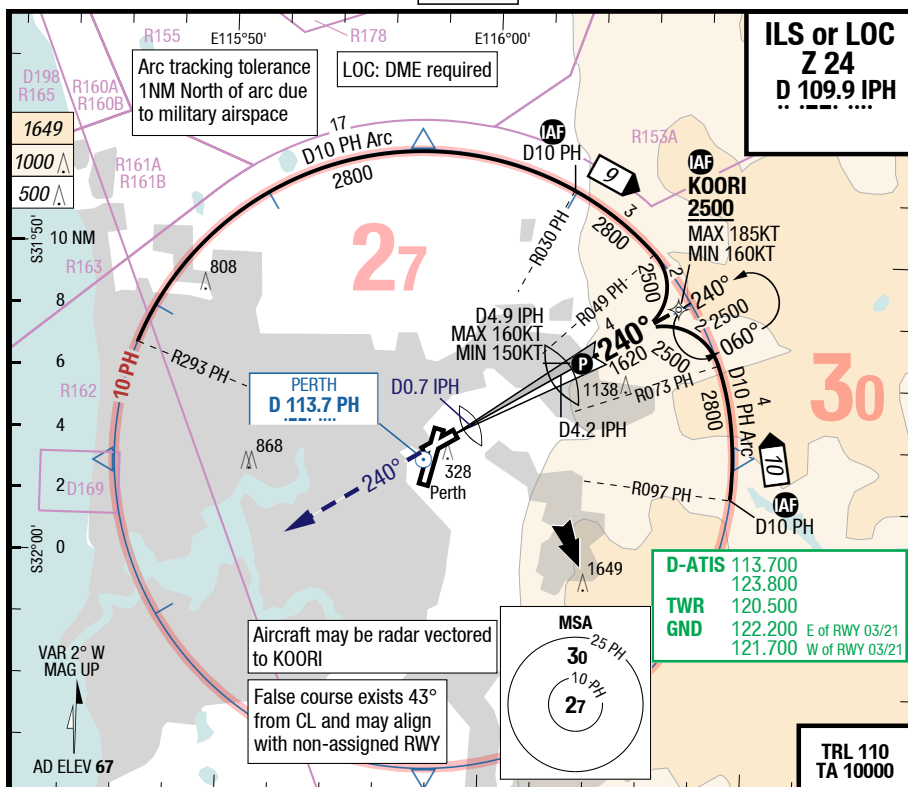 ILS or LOC
Z 24
D 109.9 IPH
R155
E115°50'
R178
E116°00'
Arc tracking tolerance
1NM North of arc due
to military airspace
LOC: DME required
D198
R165
R160A
R160B
1649
1000
500
R161A
R161B
17
D10 PH Arc
2800
IAF
D10 PH
9
R153A
IAF
KOORI
2500
MAX 185KT
MIN 160KT
3
2800
R030 PH
S31°50'
10 NM
R163
808
27
2500
2
240°
2
2500
060°
R049 PH
D4.9 IPH
MAX 160KT
MIN 150KT
4
240°
8
6
4
2
0
10 PH
R293 PH
R162
PERTH
D 113.7 PH
D0.7 IPH
P
1620
2500
1138
R073 PH
D4.2 IPH
D10 PH Arc
2800
4
30
868
328
Perth
240°
10
IAF
D10 PH
R097 PH
D169
S32°00'
1649
D-ATIS 113.700
123.800
TWR 120.500
GND 122.200 E of RWY 03/21
121.700 W of RWY 03/21
Aircraft may be radar vectored
to KOORI
False course exists 43°
from CL and may align
with non-assigned RWY
MSA
25 PH
30
10 PH
27
VAR 2° W
MAG UP
AD ELEV 67
TRL 110
TA 10000